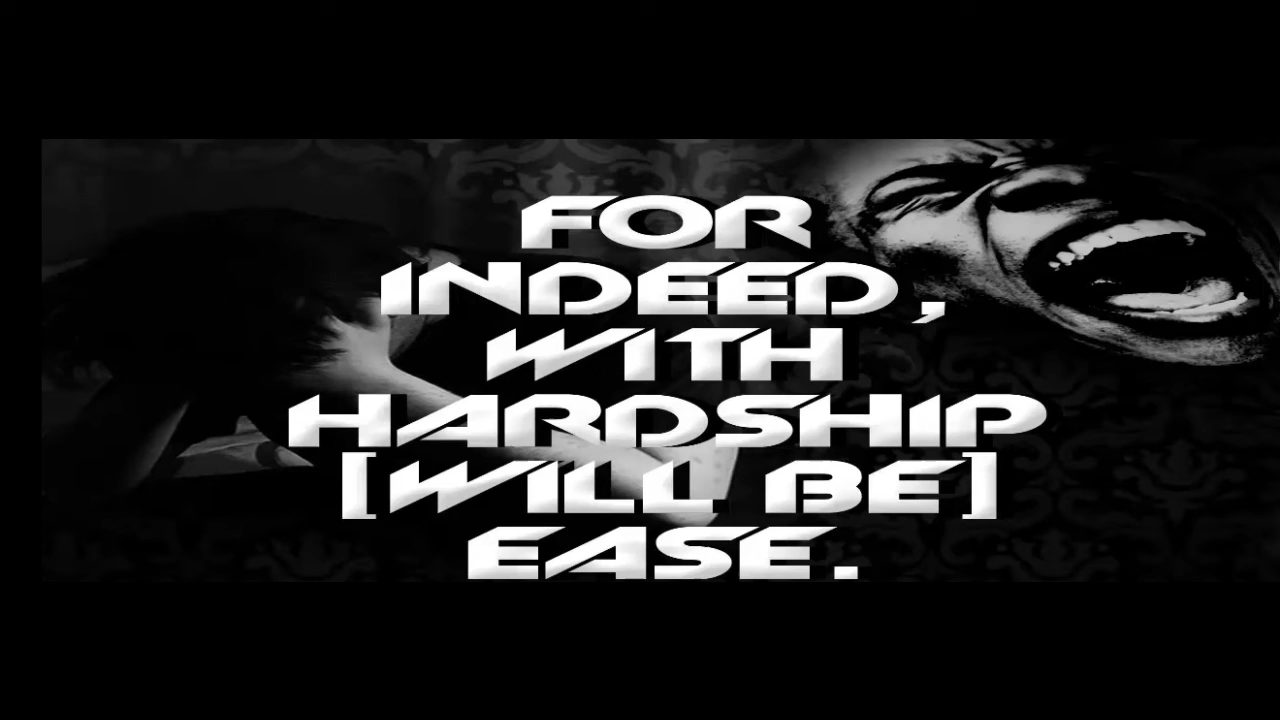 FOR
INDEED,
WITH
HARDSHIP
[WILL BE]
EASE.